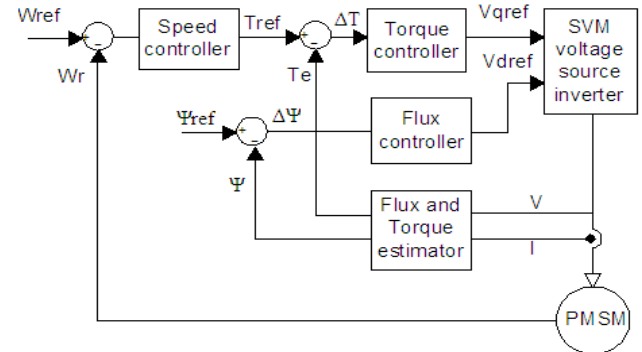 Wref
Wr
Speed
controller
Tref
Te
ΔT
Torque
controller
Vqref
Vdref
SVM
voltage
source
inverter
Ψref
ΔΨ
Ψ
Flux
controller
Flux and
Torque
estimator
V
I
PMSM
+
-
+
-
+
-